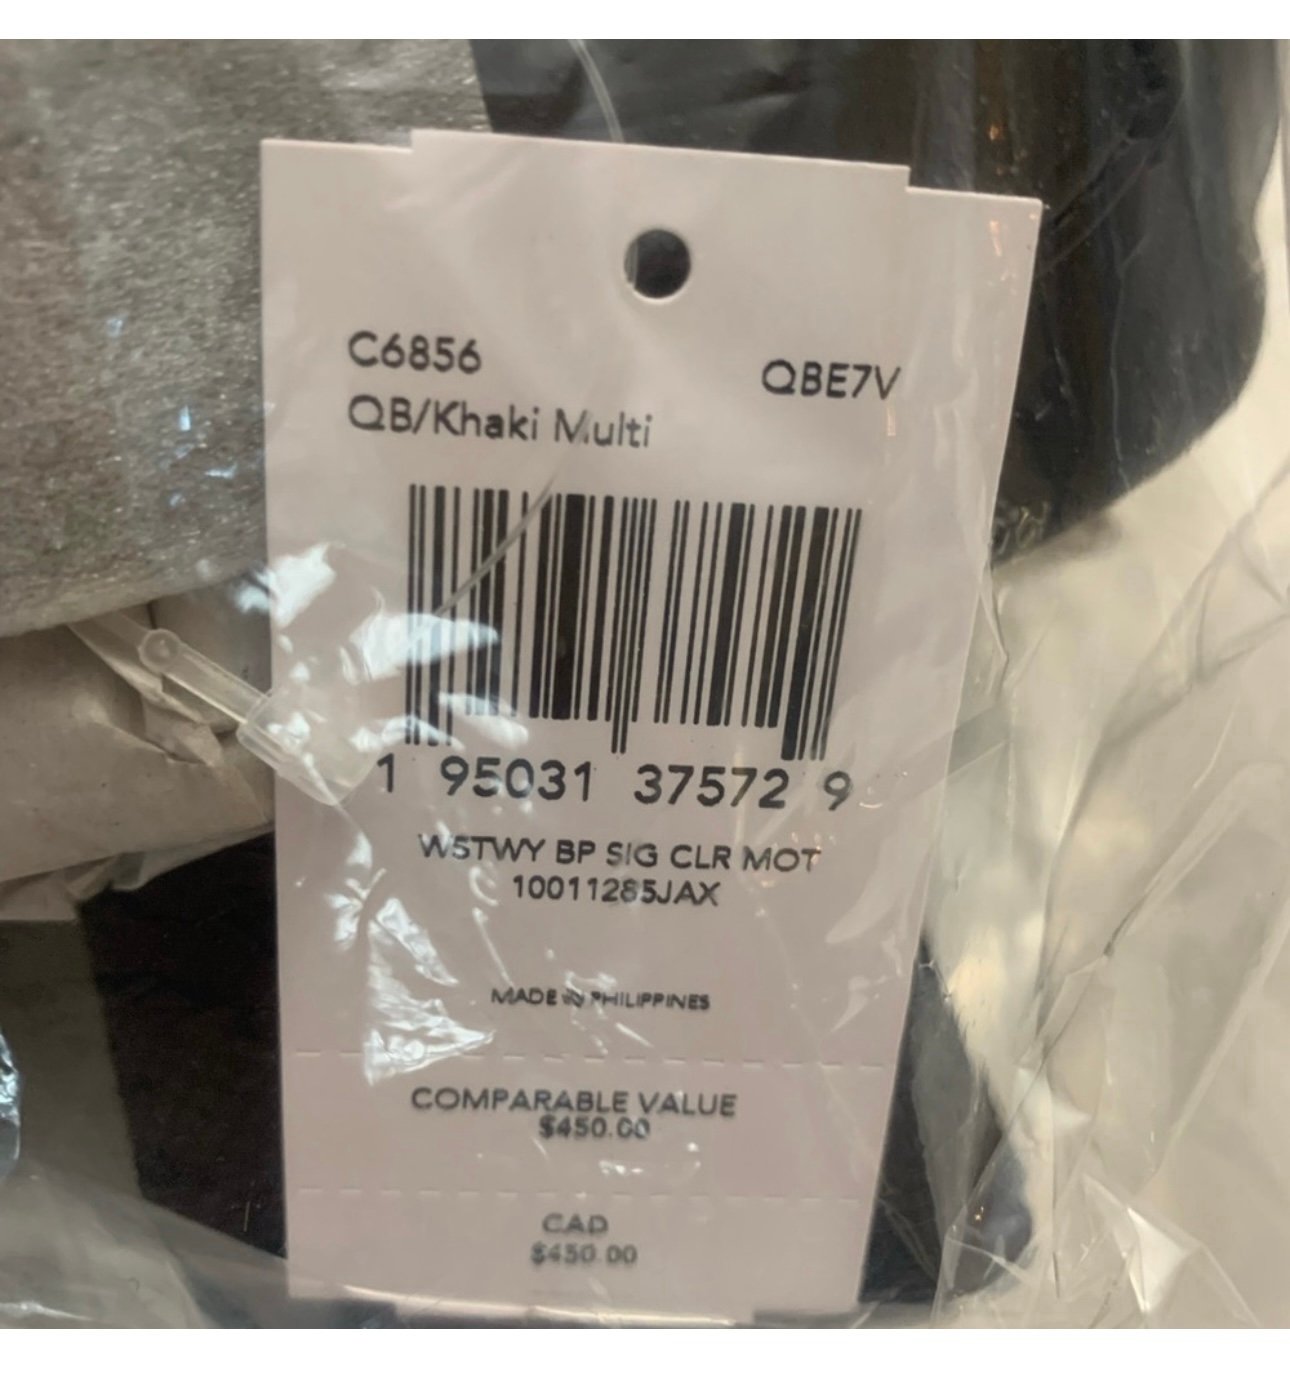 C6856
QBE7V
QB/Khaki Multi
1 95031 37572 9
WSTWY BP SIG CLR MOT
10011285JAX
MADE IN PHILIPPINES
COMPARABLE VALUE
$450.00
CAD
$450.00